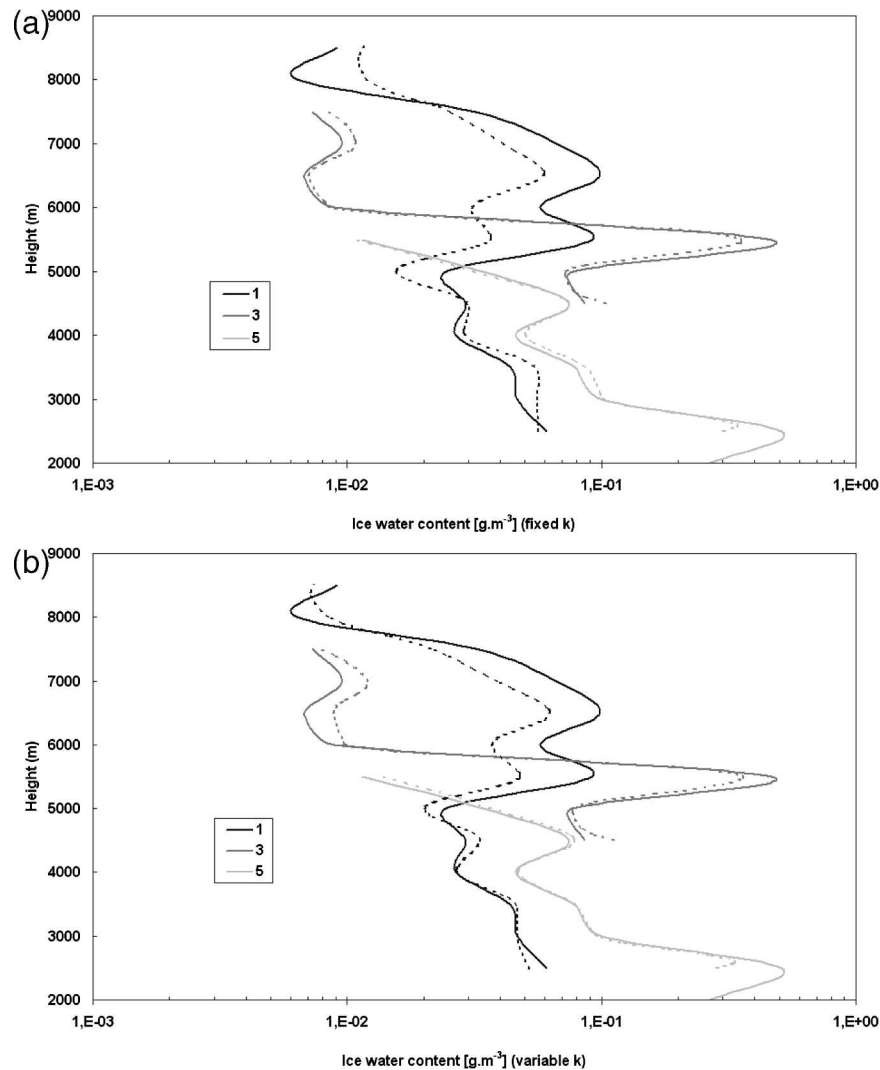 (a)
9000
8000
7000
6000
5000
4000
3000
2000
Height (m)
1
3
5
1,E-03
1,E-02
1,E-01
1,E+00
Ice water content [g.m⁻³] (fixed k)
(b)
9000
8000
7000
6000
5000
4000
3000
2000
Height (m)
1
3
5
1,E-03
1,E-02
1,E-01
1,E+00
Ice water content [g.m⁻³] (variable k)